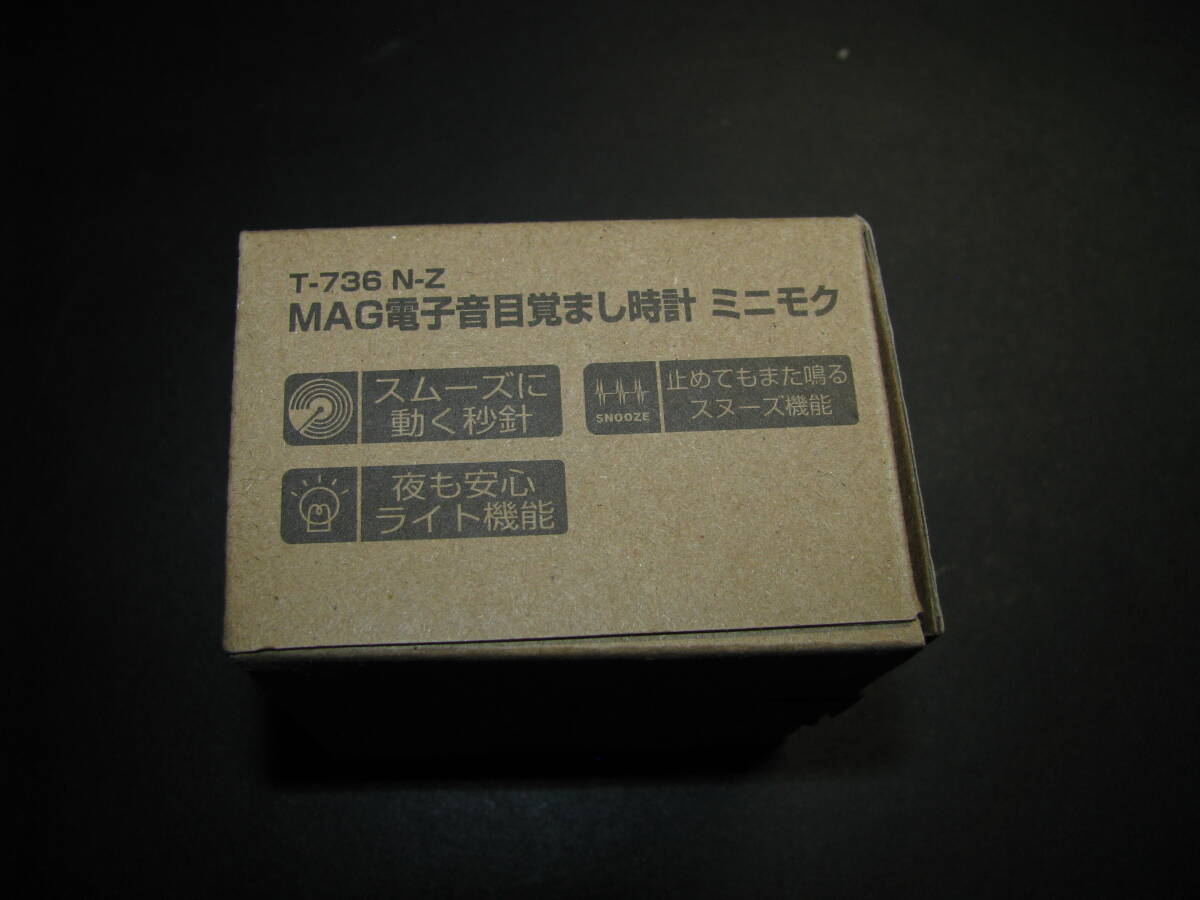 T-736 N-Z
MAG電子音目覚まし時計 ミニモク
スムーズに
動く秒針
SNOOZE
止めてもまた鳴る
スヌーズ機能
夜も安心
ライト機能